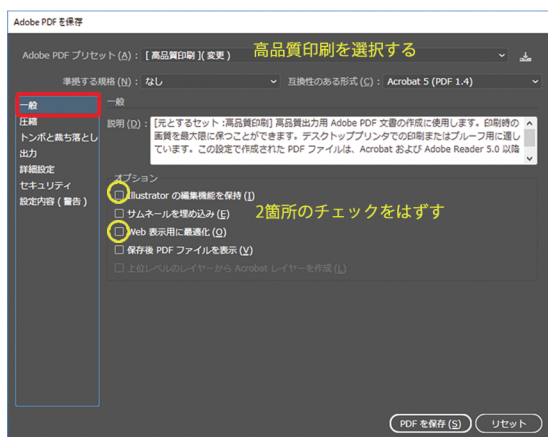 Adobe PDF を保存
Adobe PDF プリセット (A) : [ 高品質印刷 ]( 変更 )
高品質印刷を選択する
準拠する規格 (N) : なし
互換性のある形式 (C) : Acrobat 5 (PDF 1.4)
一般
圧縮
トンボと裁ち落とし
出力
詳細設定
セキュリティ
設定内容 ( 警告 )
一般
説明 (D) : [元とするセット :高品質印刷] 高品質出力用 Adobe PDF 文書の作成に使用します。印刷時の
画質を最大限に保つことができます。デスクトッププリンタでの印刷またはプルーフ用に適し
ています。この設定で作成された PDF ファイルは、Acrobat および Adobe Reader 5.0 以降
オプション
Illustrator の編集機能を保持 (I)
サムネールを埋め込み (E)
2箇所のチェックをはずす
Web 表示用に最適化 (O)
保存後 PDF ファイルを表示 (V)
上位レベルのレイヤーから Acrobat レイヤーを作成 (L)
PDF を保存 (S)
リセット